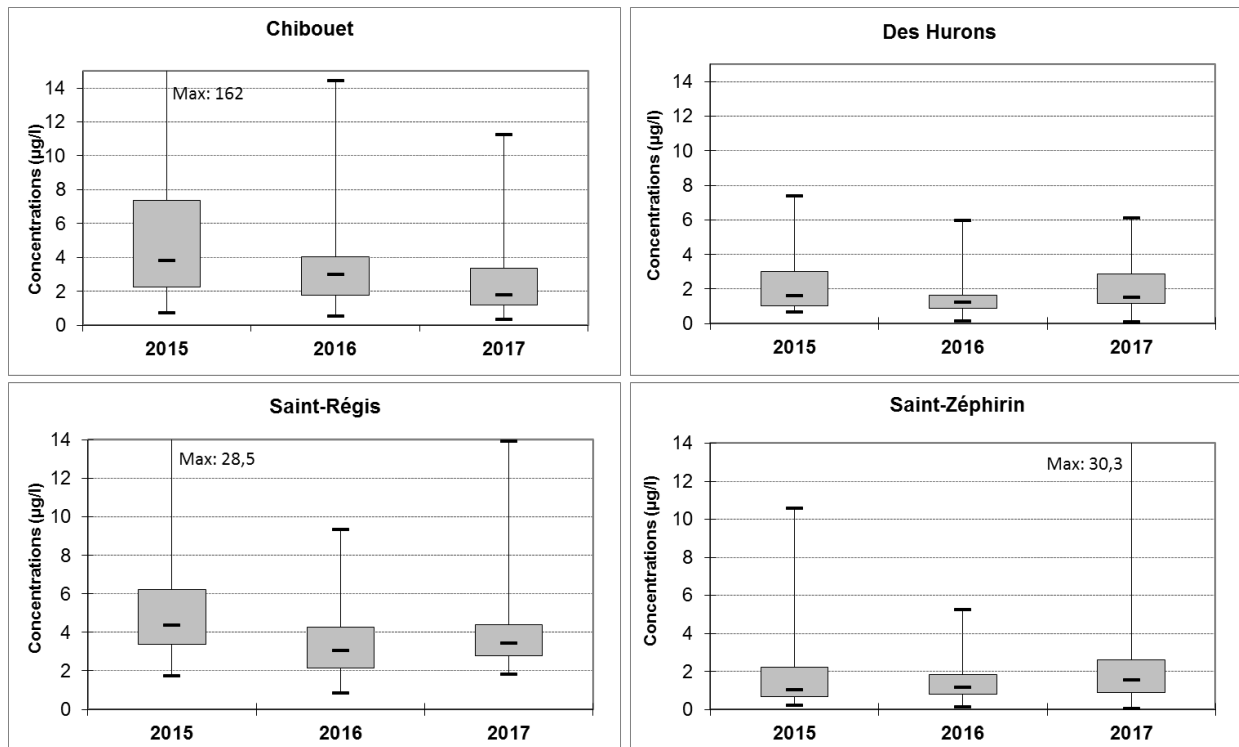 Chibouet
Concentrations (µg/l)
14
12
10
8
6
4
2
0
Max: 162
2015 2016 2017
Des Hurons
Concentrations (µg/l)
14
12
10
8
6
4
2
0
2015 2016 2017
Saint-Régis
Concentrations (µg/l)
14
12
10
8
6
4
2
0
Max: 28,5
2015 2016 2017
Saint-Zéphirin
Concentrations (µg/l)
14
12
10
8
6
4
2
0
Max: 30,3
2015 2016 2017